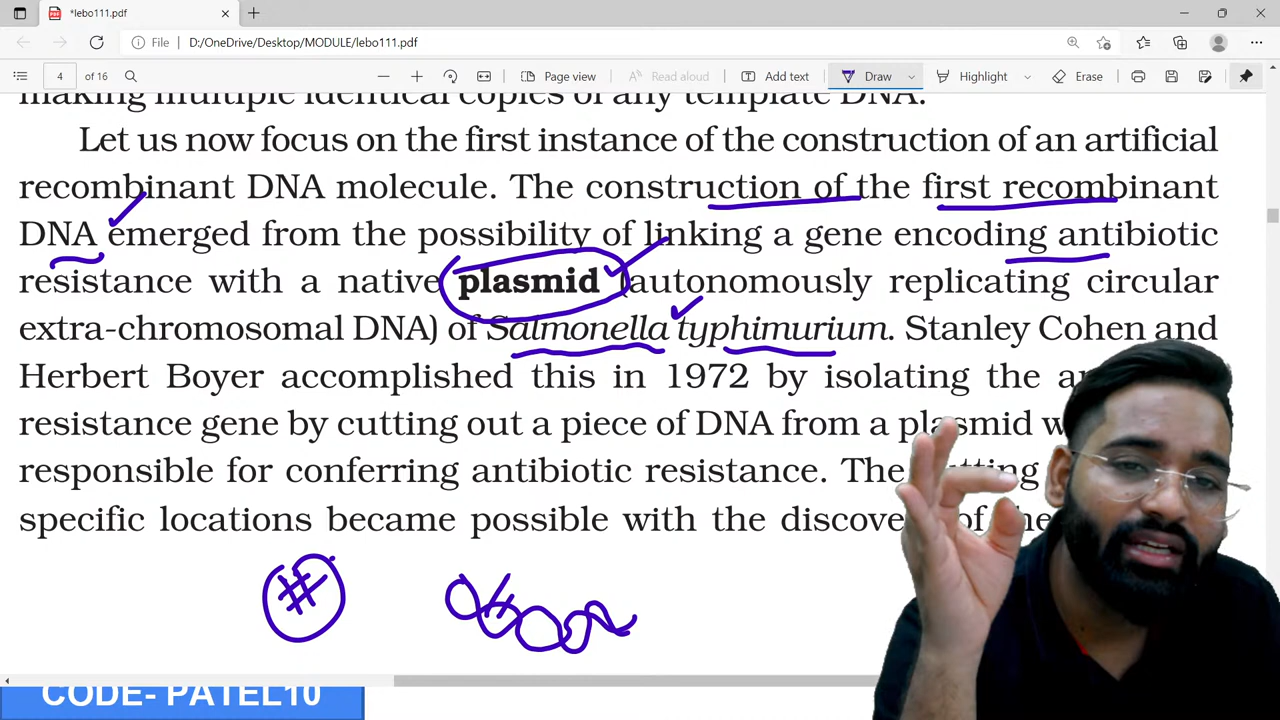 *lebo111.pdf
File D:/OneDrive/Desktop/MODULE/lebo111.pdf
4 of 16 Page view Read aloud Add text Draw Highlight Erase
making multiple identical copies of any template DNA.
Let us now focus on the first instance of the construction of an artificial
recombinant DNA molecule. The construction of the first recombinant
DNA emerged from the possibility of linking a gene encoding antibiotic
resistance with a native plasmid (autonomously replicating circular
extra-chromosomal DNA) of Salmonella typhimurium. Stanley Cohen and
Herbert Boyer accomplished this in 1972 by isolating the
resistance gene by cutting out a piece of DNA from a plasmid
responsible for conferring antibiotic resistance. The cutting
specific locations became possible with the discovery of the
#
CODE- PATEL10